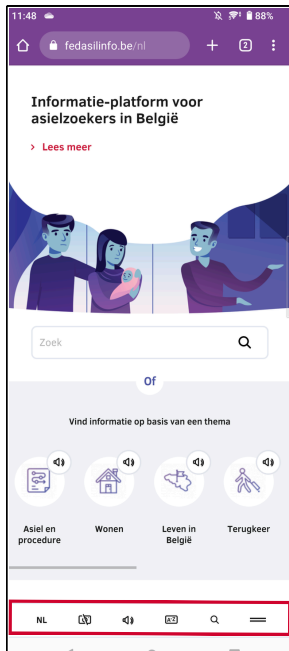 11:48 88%
fedasilinfo.be/nl 2
Informatie-platform voor
asielzoekers in België
> Lees meer
Zoek
Of
Vind informatie op basis van een thema
Asiel en
procedure
Wonen
Leven in
België
Terugkeer
NL